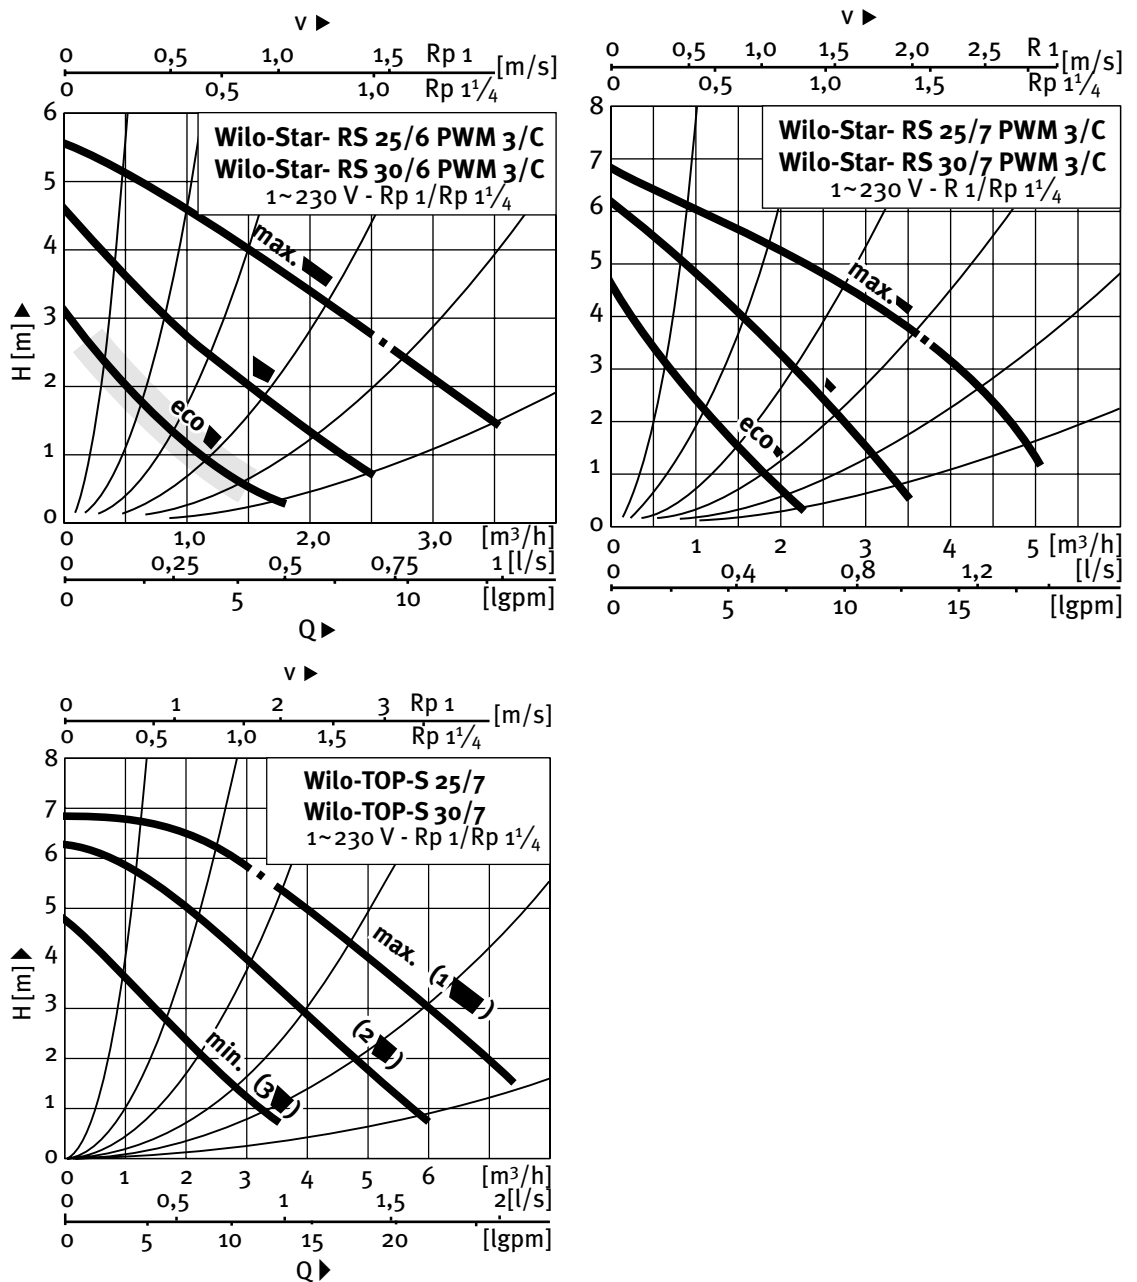 v ▶
0 0,5 1,0 1,5 Rp 1
[m/s]
0 0,5 1,0 Rp 1¼
6
Wilo-Star- RS 25/6 PWM 3/C
Wilo-Star- RS 30/6 PWM 3/C
1~230 V - Rp 1/Rp 1¼
5
4
3
2
1
0
H [m] ▶
max.
eco
0 1,0 2,0 3,0 [m³/h]
0 0,25 0,5 0,75 1 [l/s]
0 5 10 [lgpm]
Q ▶
v ▶
0 0,5 1,0 1,5 2,0 2,5 R 1
[m/s]
0 0,5 1,0 1,5 Rp 1¼
8
Wilo-Star- RS 25/7 PWM 3/C
Wilo-Star- RS 30/7 PWM 3/C
1~230 V - R 1/Rp 1¼
7
6
5
4
3
2
1
0
max.
eco
0 1 2 3 4 5 [m³/h]
0 0,4 0,8 1,2 [l/s]
0 5 10 15 [lgpm]
v ▶
0 1 2 3 Rp 1
[m/s]
0 0,5 1,0 1,5 Rp 1¼
8
Wilo-TOP-S 25/7
Wilo-TOP-S 30/7
1~230 V - Rp 1/Rp 1¼
7
6
5
4
3
2
1
0
H [m] ▶
max. (1)
(2)
min. (3)
0 1 2 3 4 5 6 [m³/h]
0 0,5 1 1,5 2 [l/s]
0 5 10 15 20 [lgpm]
Q ▶